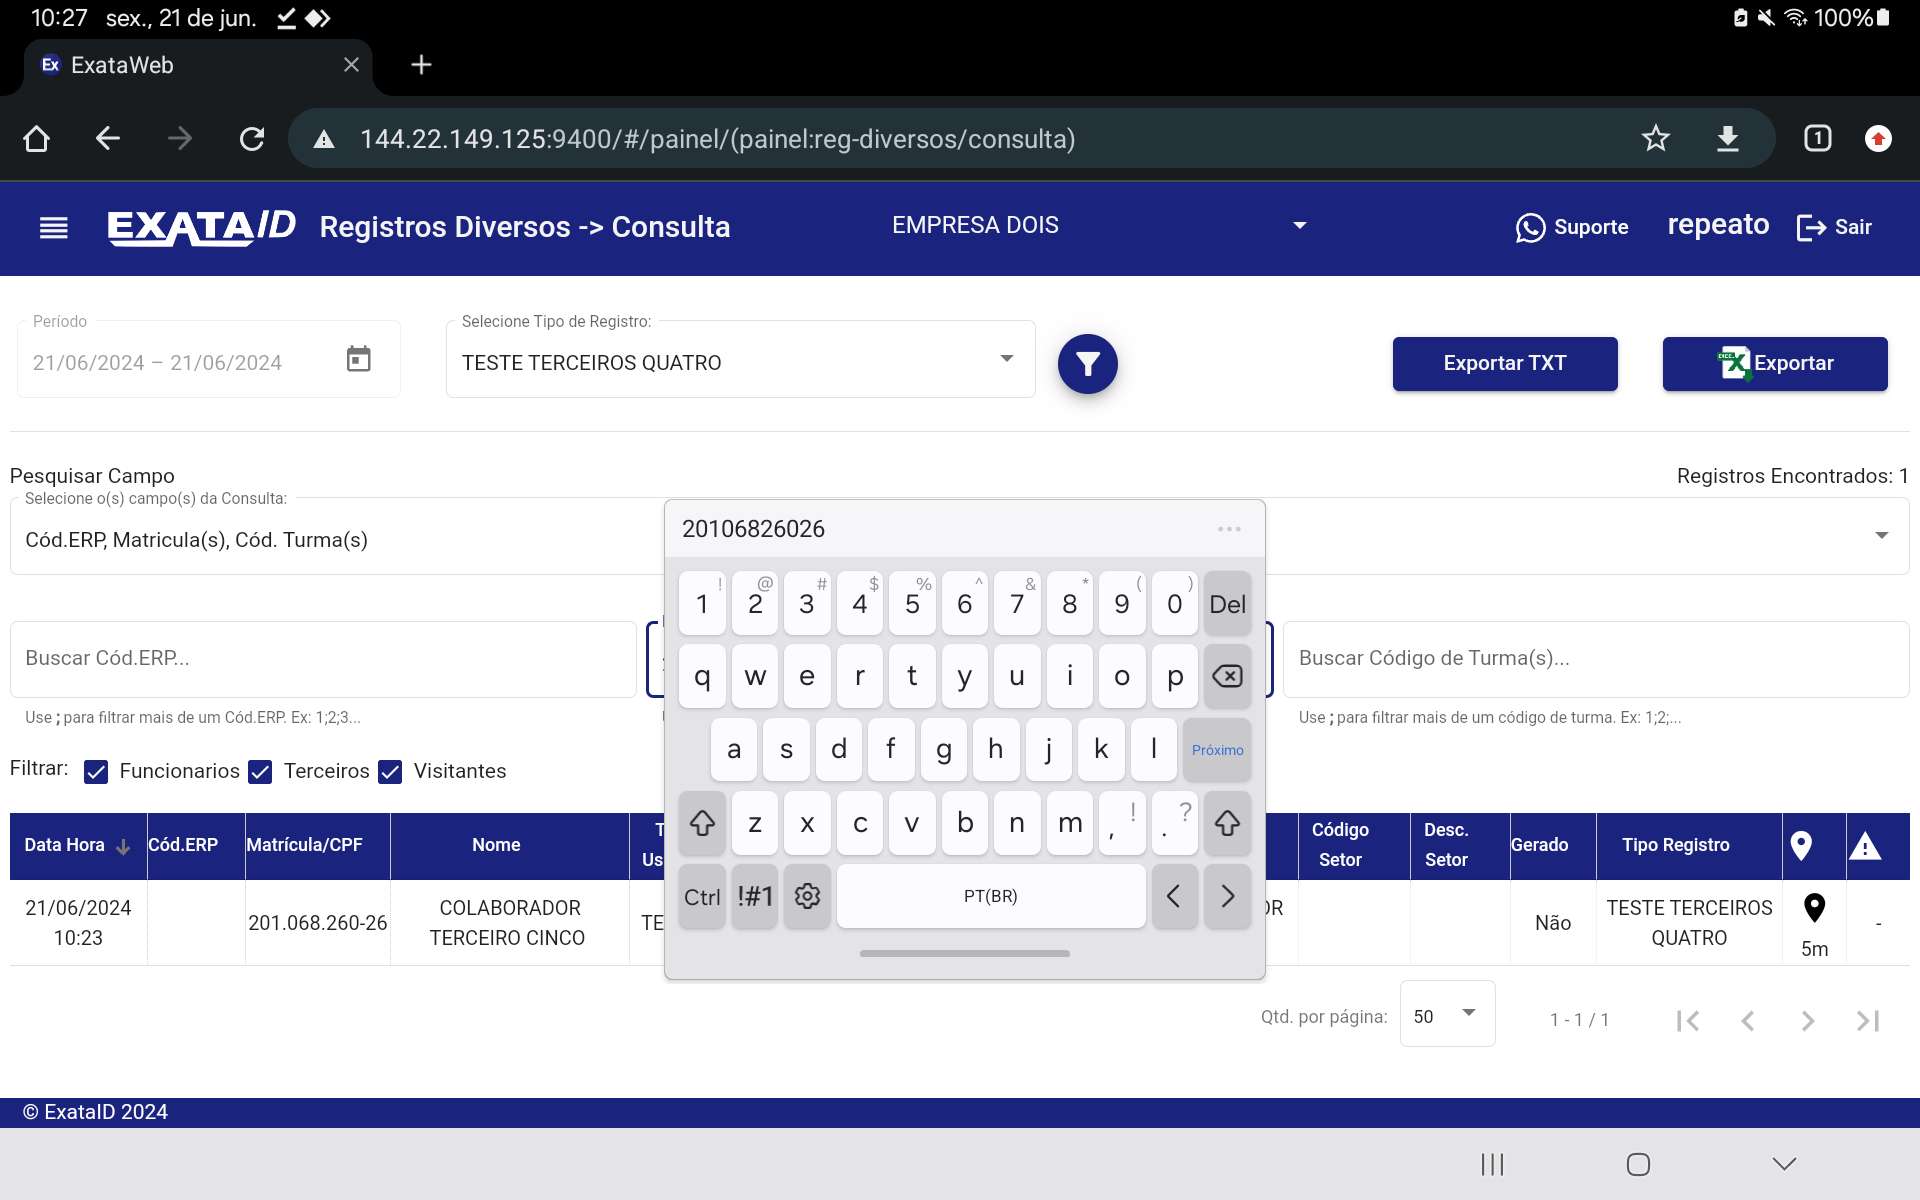 10:27 sex., 21 de jun. 100%
Ex ExataWeb
144.22.149.125:9400/#/painel/(painel:reg-diversos/consulta) 1
EXATAID Registros Diversos -> Consulta EMPRESA DOIS Suporte repeato Sair
Período Selecione Tipo de Registro:
21/06/2024 – 21/06/2024 TESTE TERCEIROS QUATRO Exportar TXT Exportar
Pesquisar Campo Registros Encontrados: 1
Selecione o(s) campo(s) da Consulta:
Cód.ERP, Matricula(s), Cód. Turma(s)
20106826026 ...
! @ # $ % ^ & * ( )
1 2 3 4 5 6 7 8 9 0 Del
q w e r t y u i o p
a s d f g h j k l Próximo
z x c v b n m , ! . ?
Ctrl !#1 PT(BR) < >
Buscar Cód.ERP... Buscar Código de Turma(s)...
Use ; para filtrar mais de um Cód.ERP. Ex: 1;2;3... Use ; para filtrar mais de um código de turma. Ex: 1;2;...
Filtrar: Funcionarios Terceiros Visitantes
Data Hora Cód.ERP Matrícula/CPF Nome Código Setor Desc. Setor Gerado Tipo Registro
21/06/2024 10:23 201.068.260-26 COLABORADOR TERCEIRO CINCO Não TESTE TERCEIROS QUATRO 5m -
Qtd. por página: 50 1 - 1 / 1
© ExataID 2024